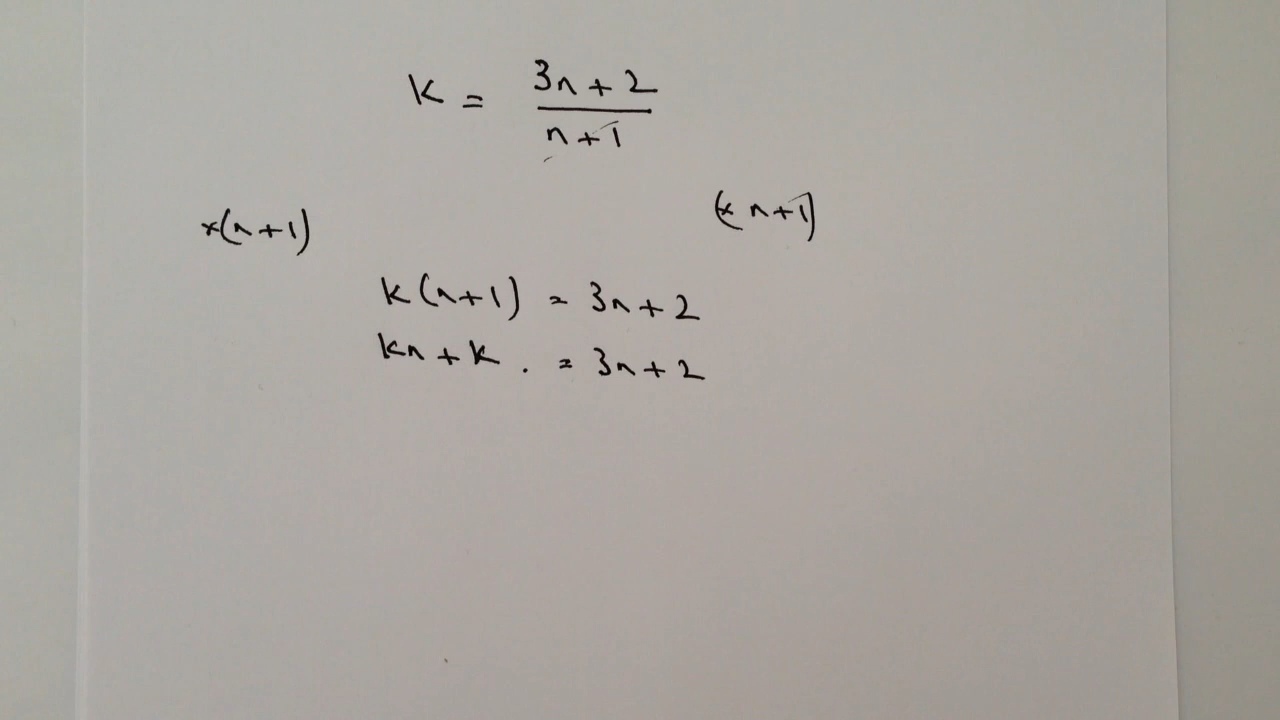 k = 3n + 2
n + 1
×(n+1) (× n+1)
k(n+1) = 3n + 2
kn + k . = 3n + 2